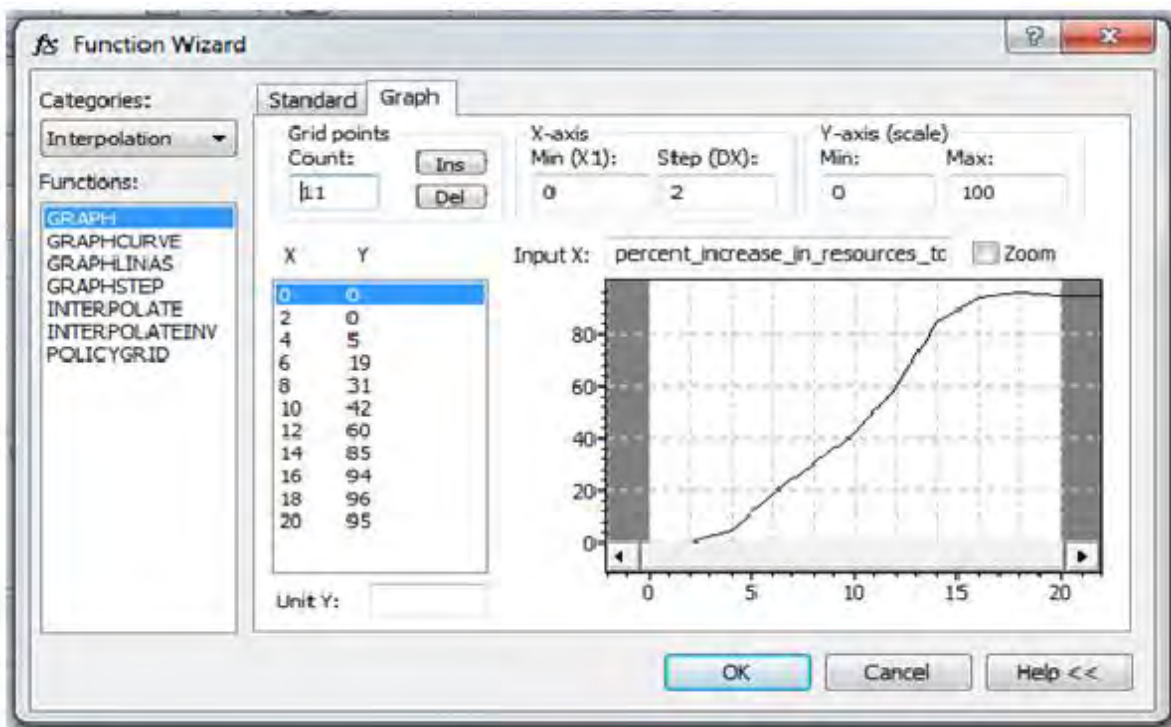 fx Function Wizard
Categories:
Interpolation
Functions:
GRAPH
GRAPHCURVE
GRAPHLINAS
GRAPHSTEP
INTERPOLATE
INTERPOLATEINV
POLICYGRID
Standard Graph
Grid points
Count:
11
Ins
Del
X-axis
Min (X1): Step (DX):
0 2
Y-axis (scale)
Min: Max:
0 100
X Y
0 0
2 0
4 5
6 19
8 31
10 42
12 60
14 85
16 94
18 96
20 95
Unit Y:
Input X: percent_increase_in_resources_to Zoom
80
60
40
20
0
0 5 10 15 20
OK Cancel Help <<